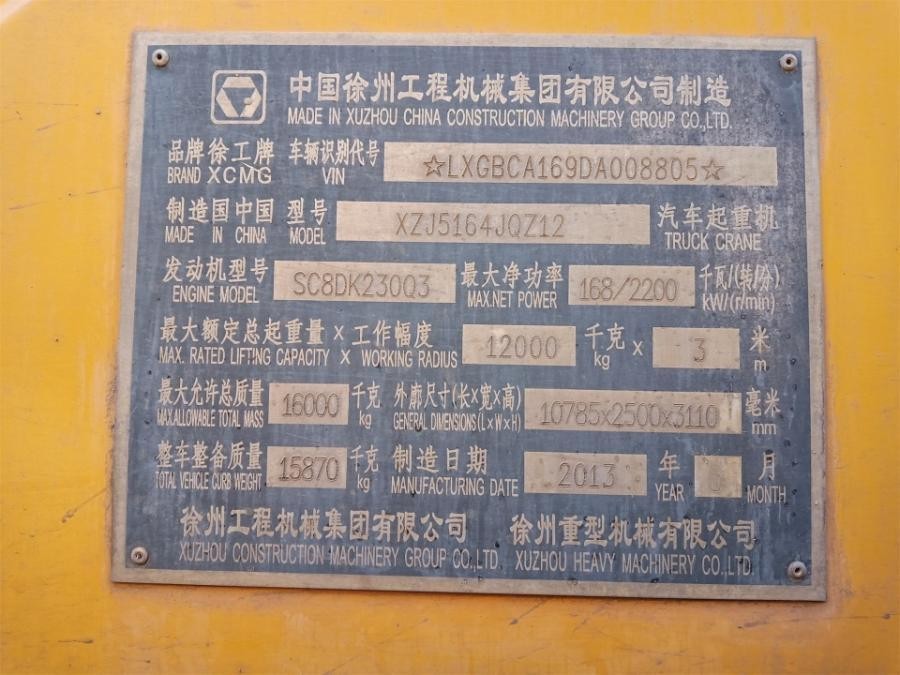 中国徐州工程机械集团有限公司制造
MADE IN XUZHOU CHINA CONSTRUCTION MACHINERY GROUP CO.,LTD.
品牌 徐工牌 车辆识别代号 ☆LXGBCA169DA008805☆
BRAND XCMG VIN
制造国中国 型号 XZJ5164JQZ12 汽车起重机
MADE IN CHINA MODEL TRUCK CRANE
发动机型号 SC8DK230Q3 最大净功率 168/2200 千瓦/(转/分)
ENGINE MODEL MAX.NET POWER kW/(r/min)
最大额定总起重量 × 工作幅度 12000 千克 × 3 米
MAX. RATED LIFTING CAPACITY × WORKING RADIUS kg m
最大允许总质量 16000 千克 外廓尺寸(长×宽×高) 10785x2500x3110 毫米
MAX.ALLOWABLE TOTAL MASS kg GENERAL DIMENSIONS(L×W×H) mm
整车整备质量 15870 千克 制造日期 2013 年 月
TOTAL VEHICLE CURB WEIGHT kg MANUFACTURING DATE YEAR MONTH
徐州工程机械集团有限公司 徐州重型机械有限公司
XUZHOU CONSTRUCTION MACHINERY GROUP CO.,LTD. XUZHOU HEAVY MACHINERY CO.,LTD.